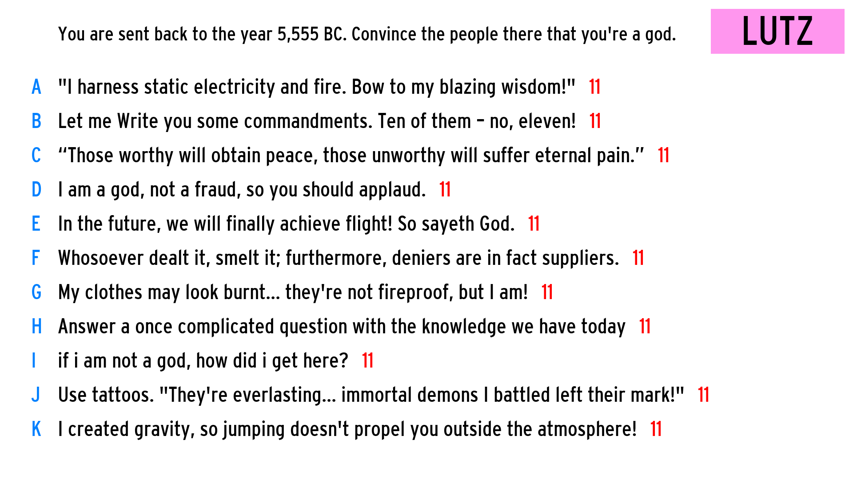 You are sent back to the year 5,555 BC. Convince the people there that you're a god.
LUTZ
A "I harness static electricity and fire. Bow to my blazing wisdom!" 11
B Let me Write you some commandments. Ten of them – no, eleven! 11
C “Those worthy will obtain peace, those unworthy will suffer eternal pain.” 11
D I am a god, not a fraud, so you should applaud. 11
E In the future, we will finally achieve flight! So sayeth God. 11
F Whosoever dealt it, smelt it; furthermore, deniers are in fact suppliers. 11
G My clothes may look burnt... they're not fireproof, but I am! 11
H Answer a once complicated question with the knowledge we have today 11
I if i am not a god, how did i get here? 11
J Use tattoos. "They're everlasting... immortal demons I battled left their mark!" 11
K I created gravity, so jumping doesn't propel you outside the atmosphere! 11